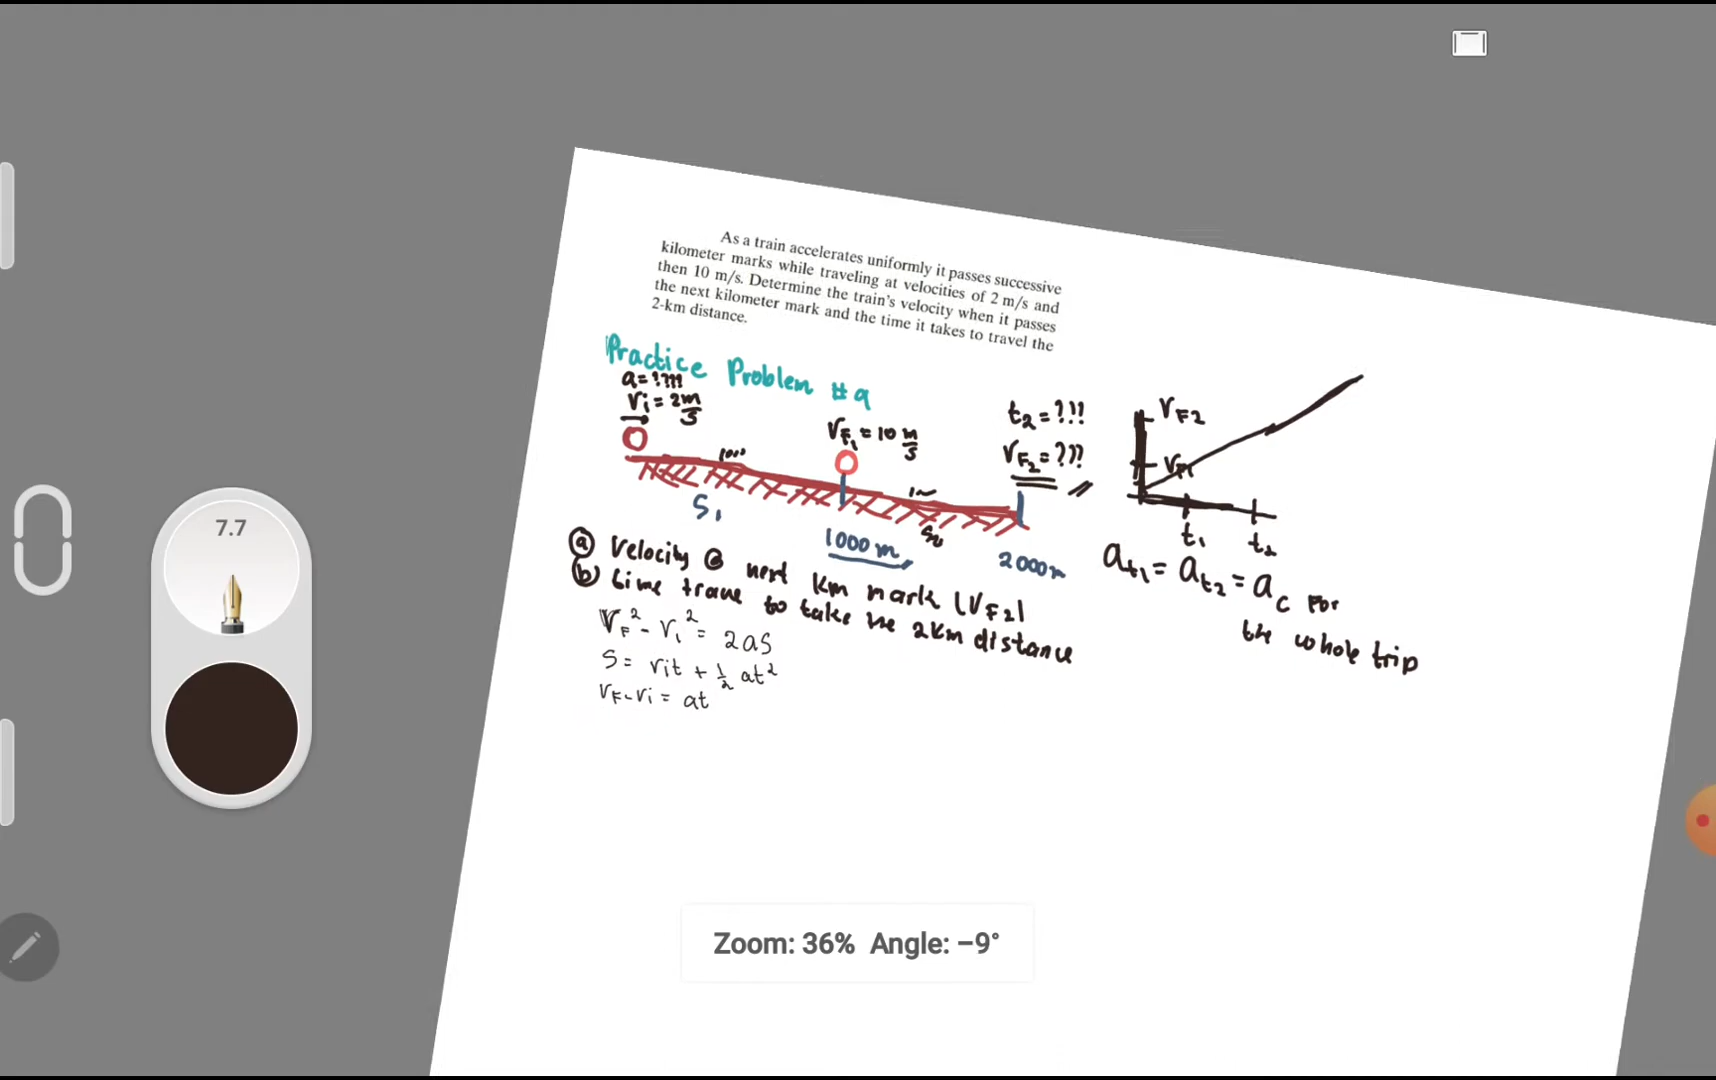 7.7
As a train accelerates uniformly it passes successive
kilometer marks while traveling at velocities of 2 m/s and
then 10 m/s. Determine the train's velocity when it passes
the next kilometer mark and the time it takes to travel the
2-km distance.
Practice Problem #9
a = ????
Vi = 2 m/s
VF1 = 10 m/s
t2 = ?!!
VF2 = ???
1000
S1
1000 m
S2
2000m
VF2
VF1
t1
t2
at1 = at2 = ac For
the whole trip
(a) Velocity @ next Km mark (VF2)
(b) time trave to take the 2km distance
VF² - Vi² = 2as
S = Vit + 1/2 at²
VF - Vi = at
Zoom: 36% Angle: –9°